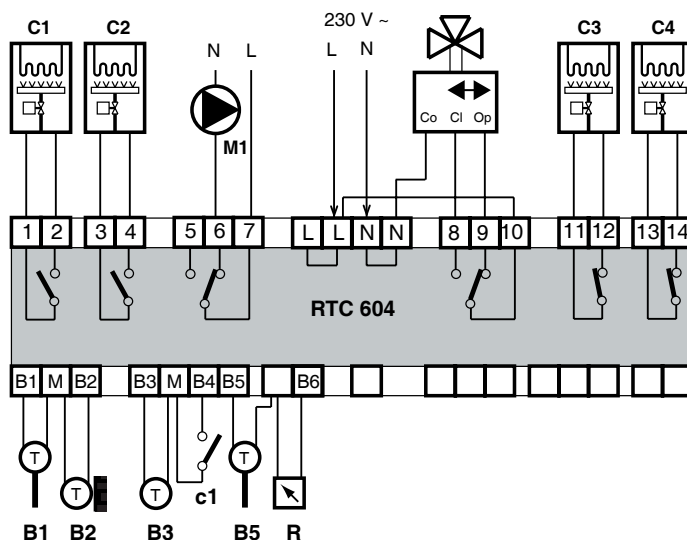 C1 C2 230 V ~ C3 C4
N L L N
Co Cl Op
M1
1 2 3 4 5 6 7 L L N N 8 9 10 11 12 13 14
RTC 604
B1 M B2 B3 M B4 B5 B6
T T T T
c1
B1 B2 B3 B5 R